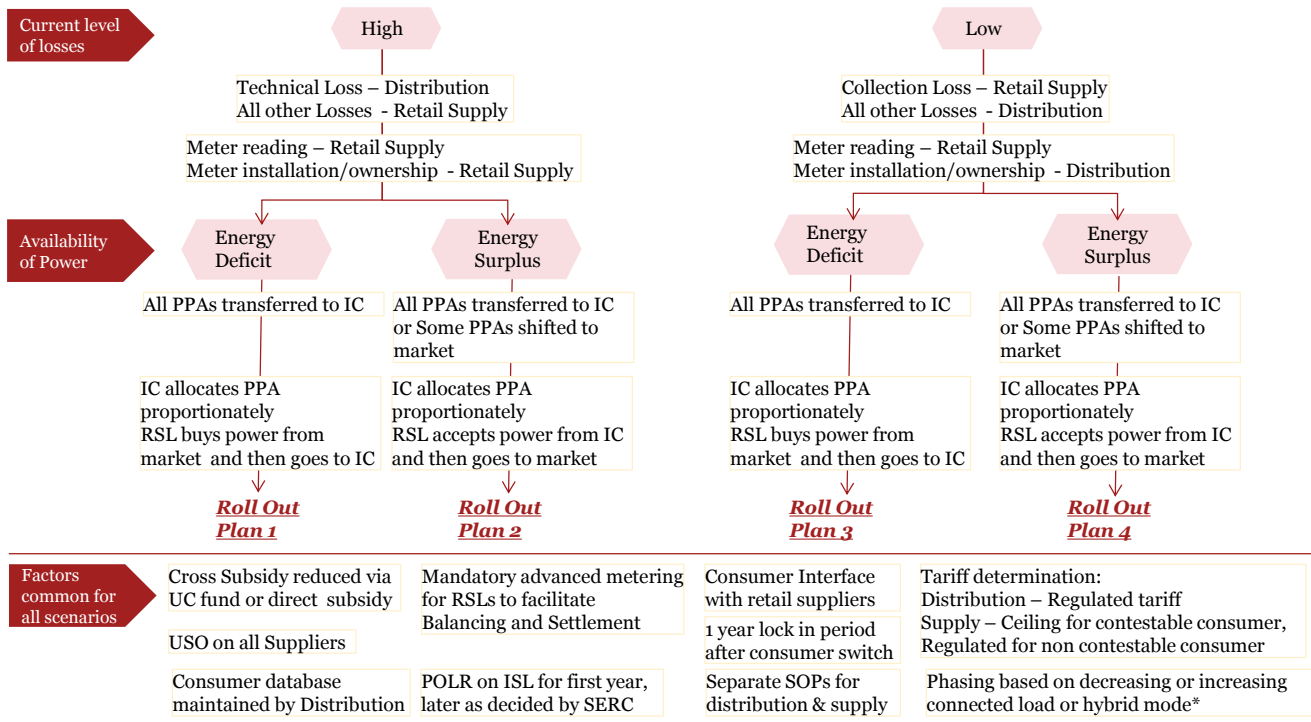 Current level
of losses
High
Low
Technical Loss – Distribution
All other Losses - Retail Supply
Collection Loss – Retail Supply
All other Losses - Distribution
Meter reading – Retail Supply
Meter installation/ownership - Retail Supply
Meter reading – Retail Supply
Meter installation/ownership - Distribution
Availability
of Power
Energy
Deficit
Energy
Surplus
Energy
Deficit
Energy
Surplus
All PPAs transferred to IC
All PPAs transferred to IC
or Some PPAs shifted to
market
All PPAs transferred to IC
All PPAs transferred to IC
or Some PPAs shifted to
market
IC allocates PPA
proportionately
RSL buys power from
market and then goes to IC
IC allocates PPA
proportionately
RSL accepts power from IC
and then goes to market
IC allocates PPA
proportionately
RSL buys power from
market and then goes to IC
IC allocates PPA
proportionately
RSL accepts power from IC
and then goes to market
Roll Out
Plan 1
Roll Out
Plan 2
Roll Out
Plan 3
Roll Out
Plan 4
Factors
common for
all scenarios
Cross Subsidy reduced via
UC fund or direct subsidy
USO on all Suppliers
Consumer database
maintained by Distribution
Mandatory advanced metering
for RSLs to facilitate
Balancing and Settlement
POLR on ISL for first year,
later as decided by SERC
Consumer Interface
with retail suppliers
1 year lock in period
after consumer switch
Separate SOPs for
distribution & supply
Tariff determination:
Distribution – Regulated tariff
Supply – Ceiling for contestable consumer,
Regulated for non contestable consumer
Phasing based on decreasing or increasing
connected load or hybrid mode*